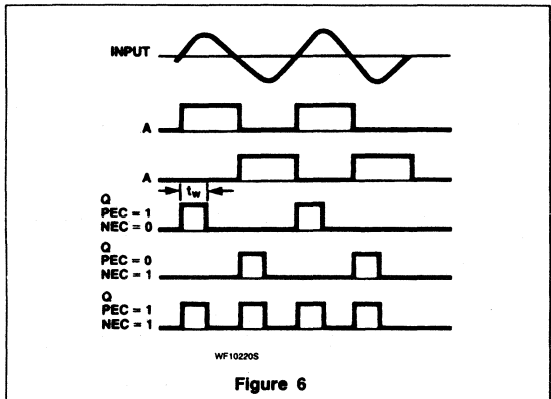 INPUT
A
A
tw
Q
PEC = 1
NEC = 0
Q
PEC = 0
NEC = 1
Q
PEC = 1
NEC = 1
WF10220S
Figure 6